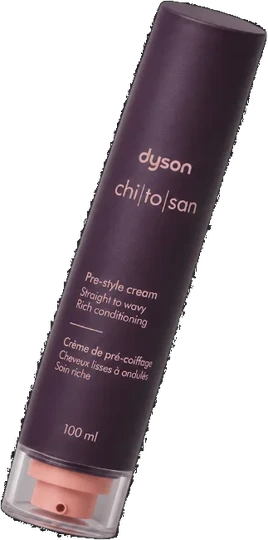 dyson
chi|to|san
Pre-style cream
Straight to wavy
Rich conditioning
Crème de pré-coiffage
Cheveux lisses à ondulés
Soin riche
100 ml